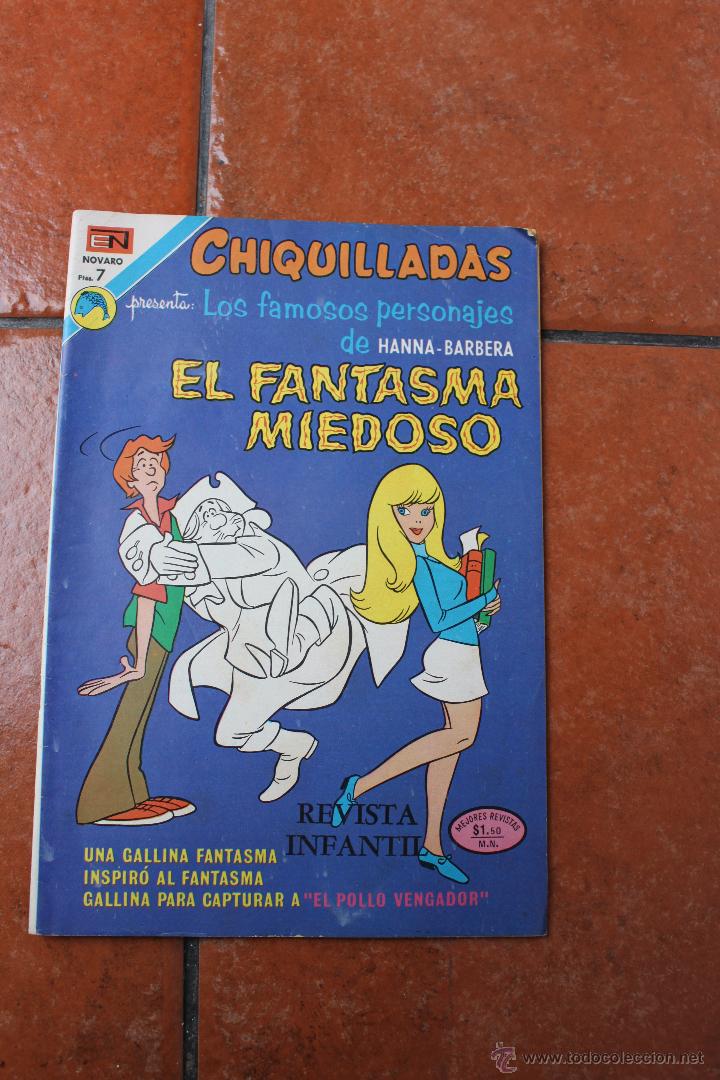 EN
NOVARO
Ptas. 7
CHIQUILLADAS
presenta: Los famosos personajes
de HANNA-BARBERA
EL FANTASMA
MIEDOSO
REVISTA
INFANTIL
MEJORES REVISTAS
$1.50
M.N.
UNA GALLINA FANTASMA
INSPIRÓ AL FANTASMA
GALLINA PARA CAPTURAR A "EL POLLO VENGADOR"
© www.todocoleccion.net